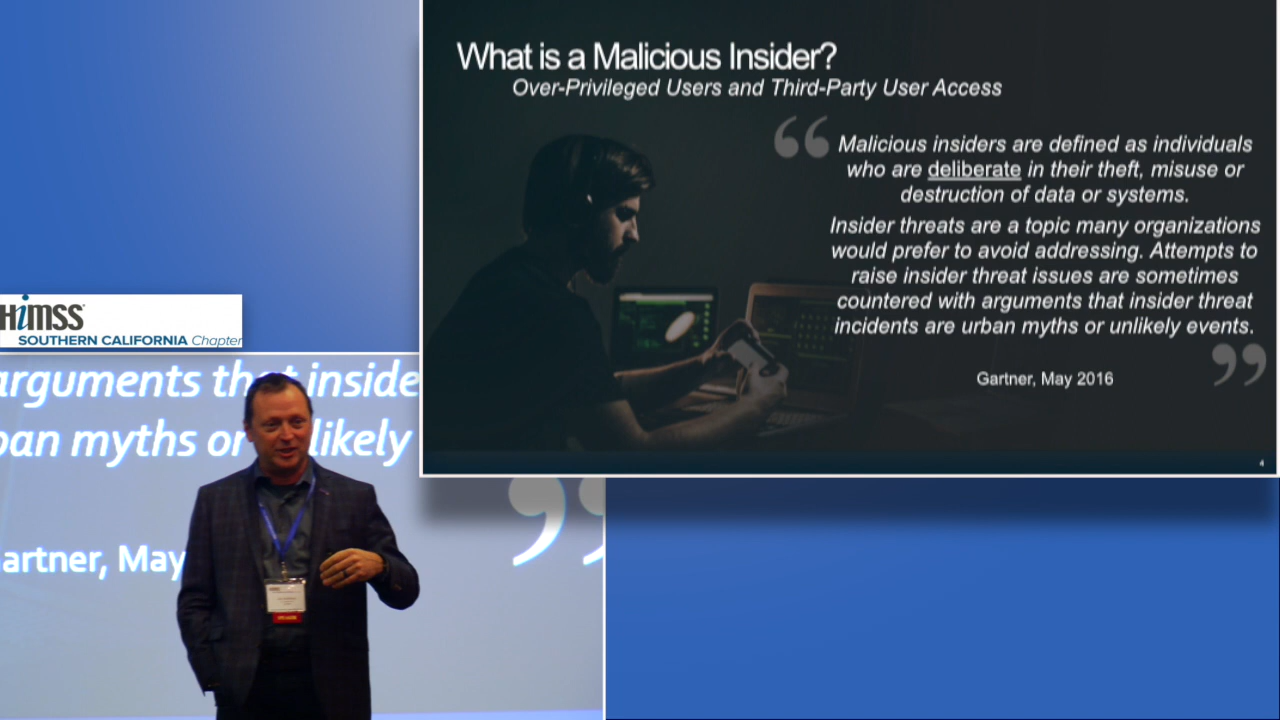 What is a Malicious Insider?
Over-Privileged Users and Third-Party User Access
“
Malicious insiders are defined as individuals
who are deliberate in their theft, misuse or
destruction of data or systems.
Insider threats are a topic many organizations
would prefer to avoid addressing. Attempts to
raise insider threat issues are sometimes
countered with arguments that insider threat
incidents are urban myths or unlikely events.
”
Gartner, May 2016
4
HiMSS
SOUTHERN CALIFORNIA Chapter
arguments that inside
ban myths or likely
”
artner, May